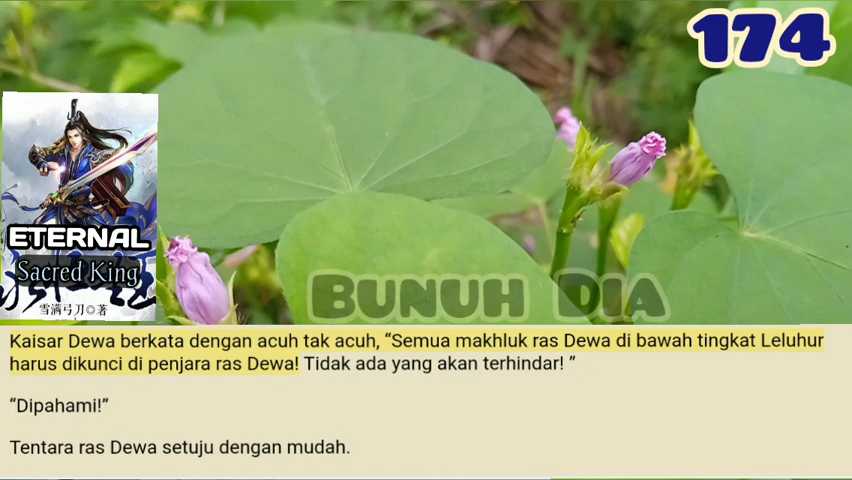 174
ETERNAL
Sacred King
雪满弓刀◎著
BUNUH DIA
Kaisar Dewa berkata dengan acuh tak acuh, “Semua makhluk ras Dewa di bawah tingkat Leluhur
harus dikunci di penjara ras Dewa! Tidak ada yang akan terhindar! ”
“Dipahami!”
Tentara ras Dewa setuju dengan mudah.